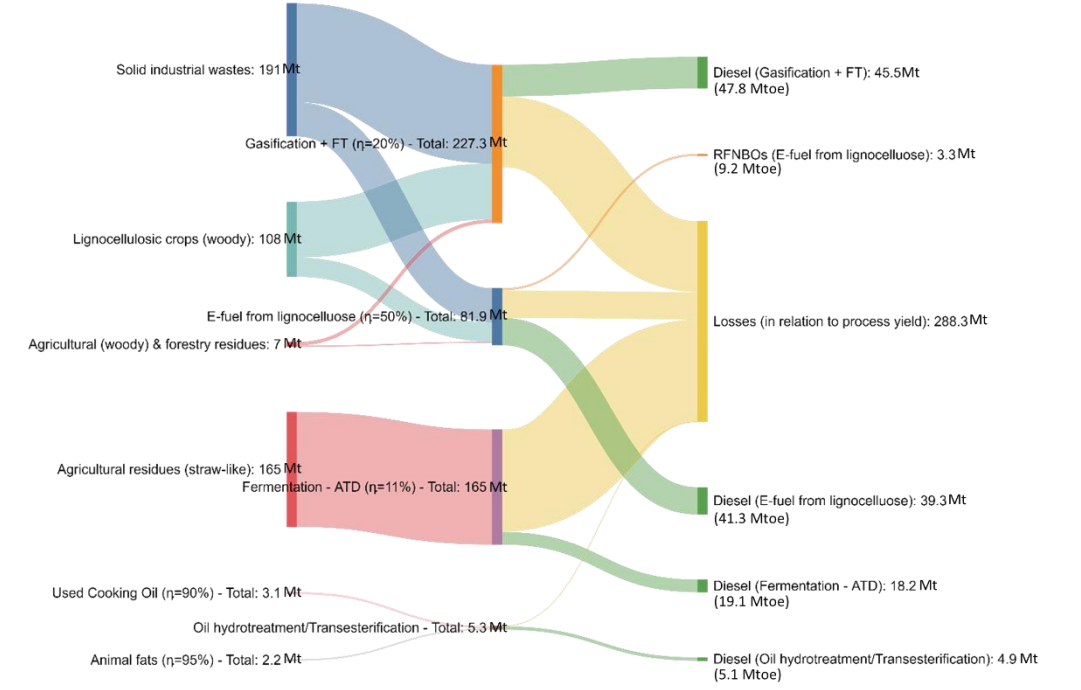 Solid industrial wastes: 191 Mt
Gasification + FT (η=20%) - Total: 227.3 Mt
Lignocellulosic crops (woody): 108 Mt
E-fuel from lignocelluose (η=50%) - Total: 81.9 Mt
Agricultural (woody) & forestry residues: 7 Mt
Agricultural residues (straw-like): 165 Mt
Fermentation - ATD (η=11%) - Total: 165 Mt
Used Cooking Oil (η=90%) - Total: 3.1 Mt
Oil hydrotreatment/Transesterification - Total: 5.3 Mt
Animal fats (η=95%) - Total: 2.2 Mt
Diesel (Gasification + FT): 45.5Mt
(47.8 Mtoe)
RFNBOs (E-fuel from lignocelluose): 3.3 Mt
(9.2 Mtoe)
Losses (in relation to process yield): 288.3 Mt
Diesel (E-fuel from lignocelluose): 39.3 Mt
(41.3 Mtoe)
Diesel (Fermentation - ATD): 18.2 Mt
(19.1 Mtoe)
Diesel (Oil hydrotreatment/Transesterification): 4.9 Mt
(5.1 Mtoe)